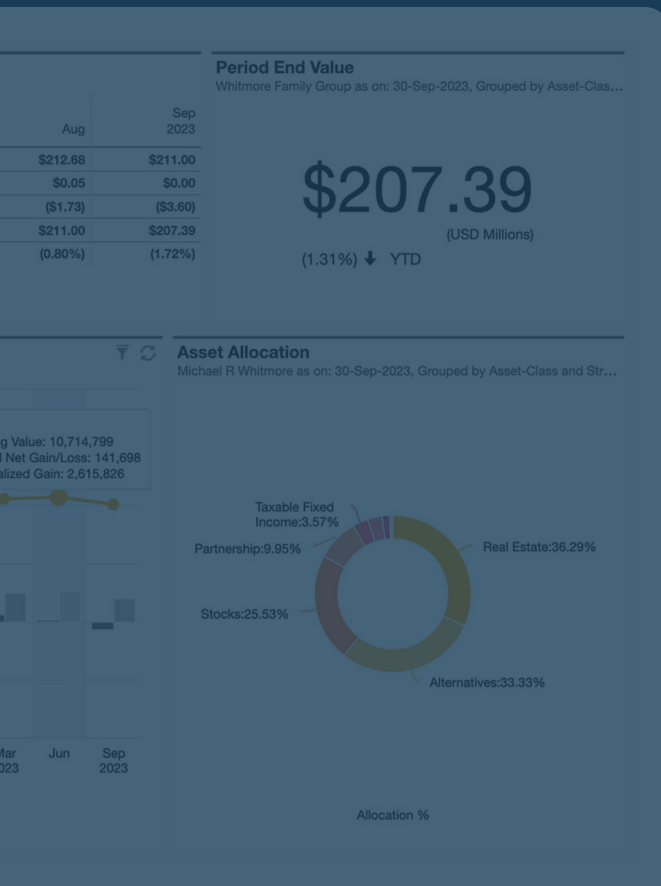 Period End Value
Whitmore Family Group as on: 30-Sep-2023, Grouped by Asset-Clas...
Aug
Sep
2023
$212.68 $211.00
$0.05 $0.00
($1.73) ($3.60)
$211.00 $207.39
(0.80%) (1.72%)
$207.39
(USD Millions)
(1.31%) YTD
Asset Allocation
Michael R Whitmore as on: 30-Sep-2023, Grouped by Asset-Class and Str...
g Value: 10,714,799
l Net Gain/Loss: 141,698
alized Gain: 2,615,826
Mar
023
Jun
Sep
2023
Taxable Fixed
Income:3.57%
Partnership:9.95%
Real Estate:36.29%
Stocks:25.53%
Alternatives:33.33%
Allocation %